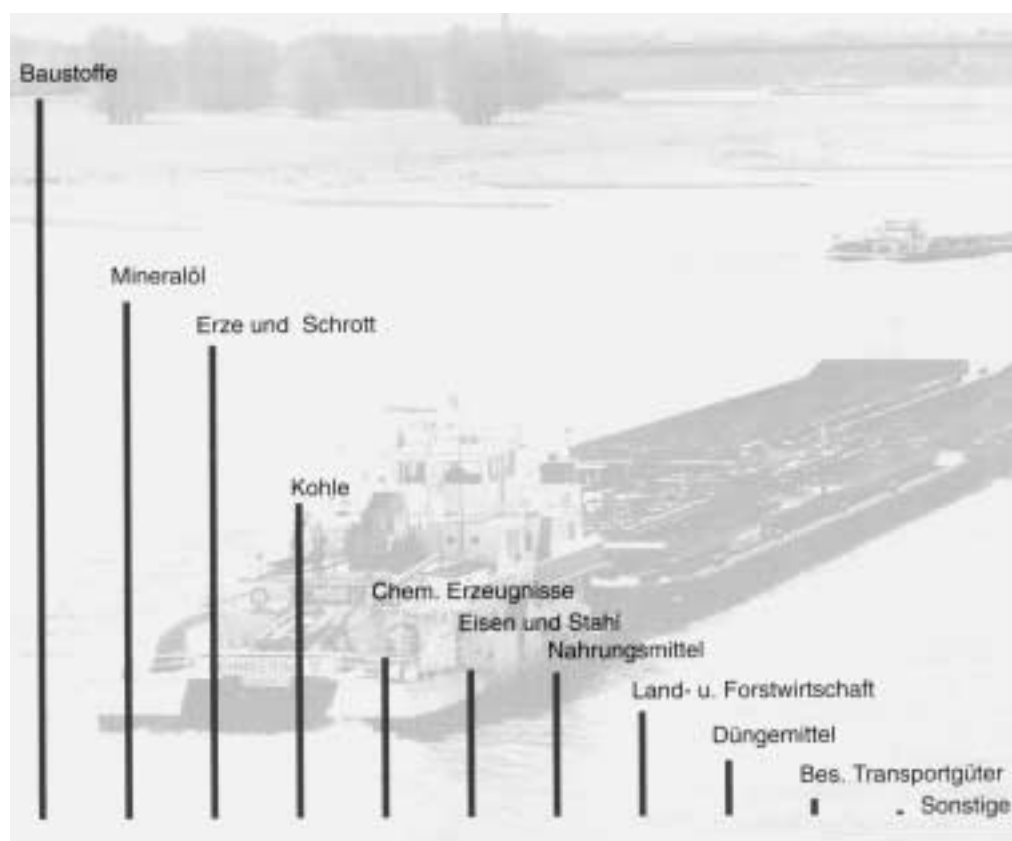 Baustoffe
Mineralöl
Erze und Schrott
Kohle
Chem. Erzeugnisse
Eisen und Stahl
Nahrungsmittel
Land- u. Forstwirtschaft
Düngemittel
Bes. Transportgüter
Sonstige